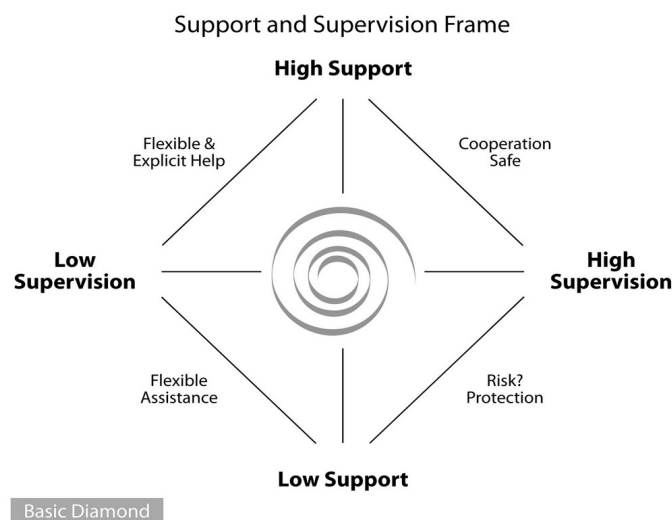 Support and Supervision Frame
High Support
Flexible &
Explicit Help
Cooperation
Safe
Low
Supervision
High
Supervision
Flexible
Assistance
Risk?
Protection
Low Support
Basic Diamond